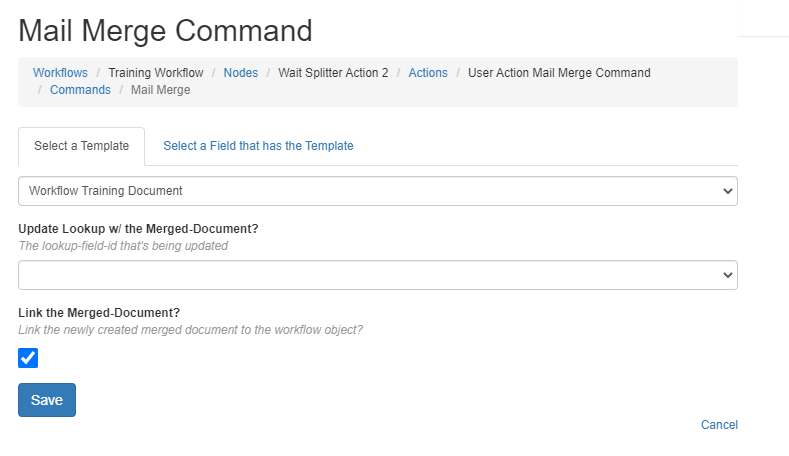 Mail Merge Command
Workflows / Training Workflow / Nodes / Wait Splitter Action 2 / Actions / User Action Mail Merge Command
/ Commands / Mail Merge
Select a Template
Select a Field that has the Template
Workflow Training Document
Update Lookup w/ the Merged-Document?
The lookup-field-id that's being updated
Link the Merged-Document?
Link the newly created merged document to the workflow object?
Save
Cancel